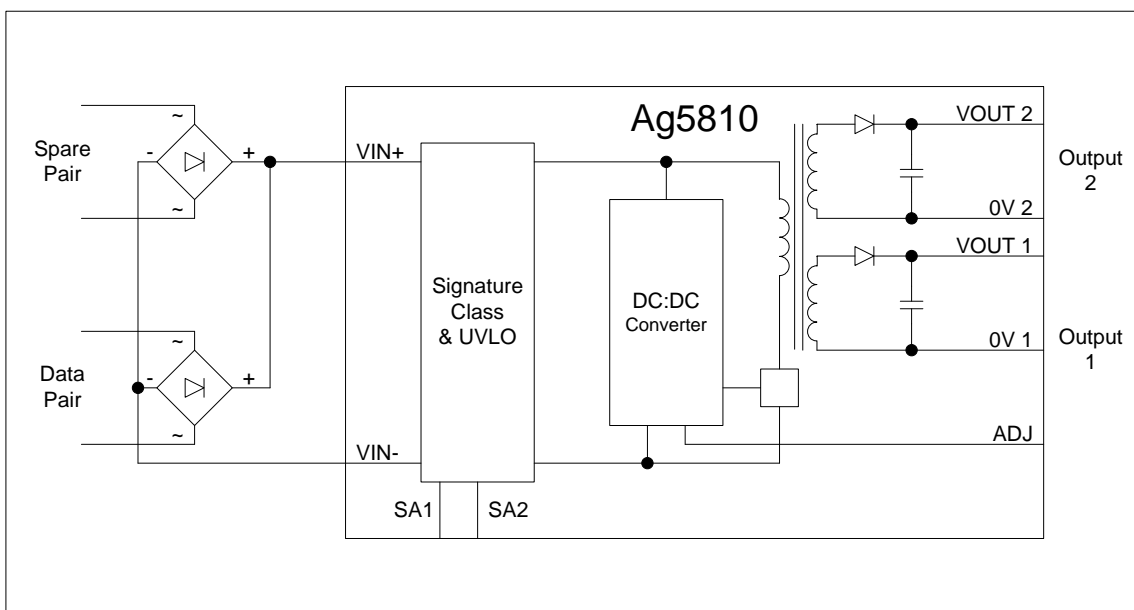 Ag5810
~
Spare
Pair
-
+
~
VIN+
VOUT 2
Output
2
0V 2
VOUT 1
Signature
Class
& UVLO
DC:DC
Converter
~
Data
Pair
-
+
~
0V 1
Output
1
ADJ
VIN-
SA1
SA2